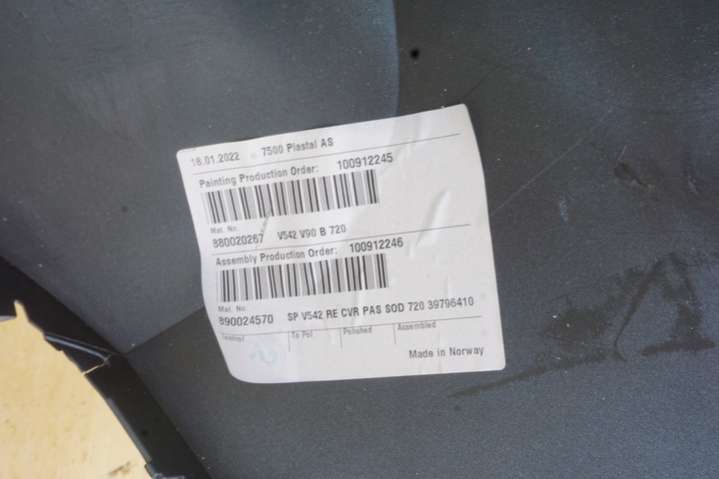 18.01.2022 7500 Plastal AS
Painting Production Order: 100912245
Mat. No.
880020267 V542 V90 B 720
Assembly Production Order: 100912246
Mat. No.
890024570 SP V542 RE CVR PAS SOD 720 39796410
To Pol Polished Assembled
Made in Norway